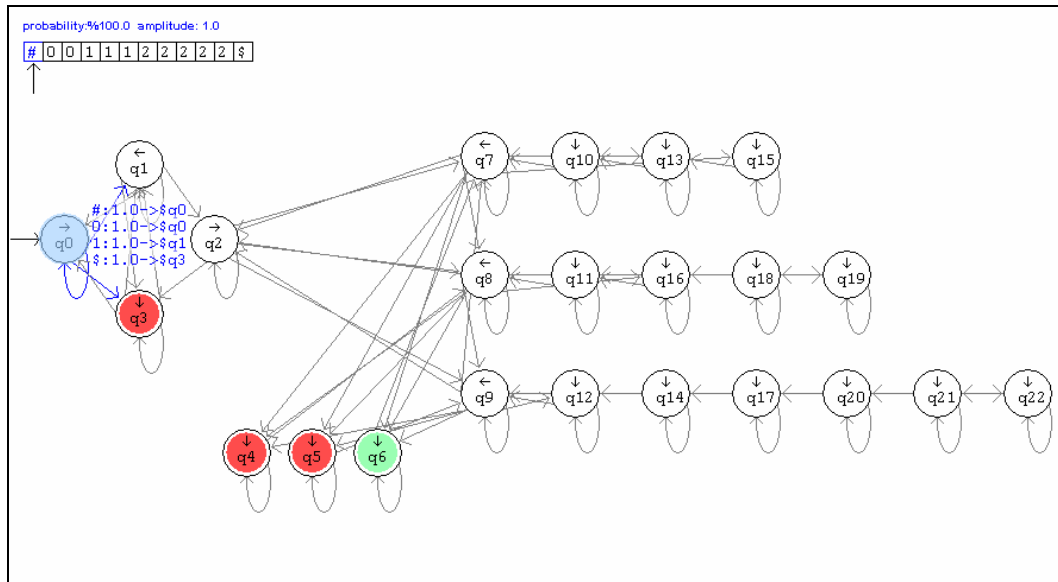 probability:%100.0 amplitude: 1.0
# 0 0 1 1 1 2 2 2 2 2 $
q1
#:1.0->$q0
0:1.0->$q0
1:1.0->$q1
$:1.0->$q3
q0
q2
q3
q7 q10 q13 q15
q8 q11 q16 q18 q19
q9 q12 q14 q17 q20 q21 q22
q4 q5 q6